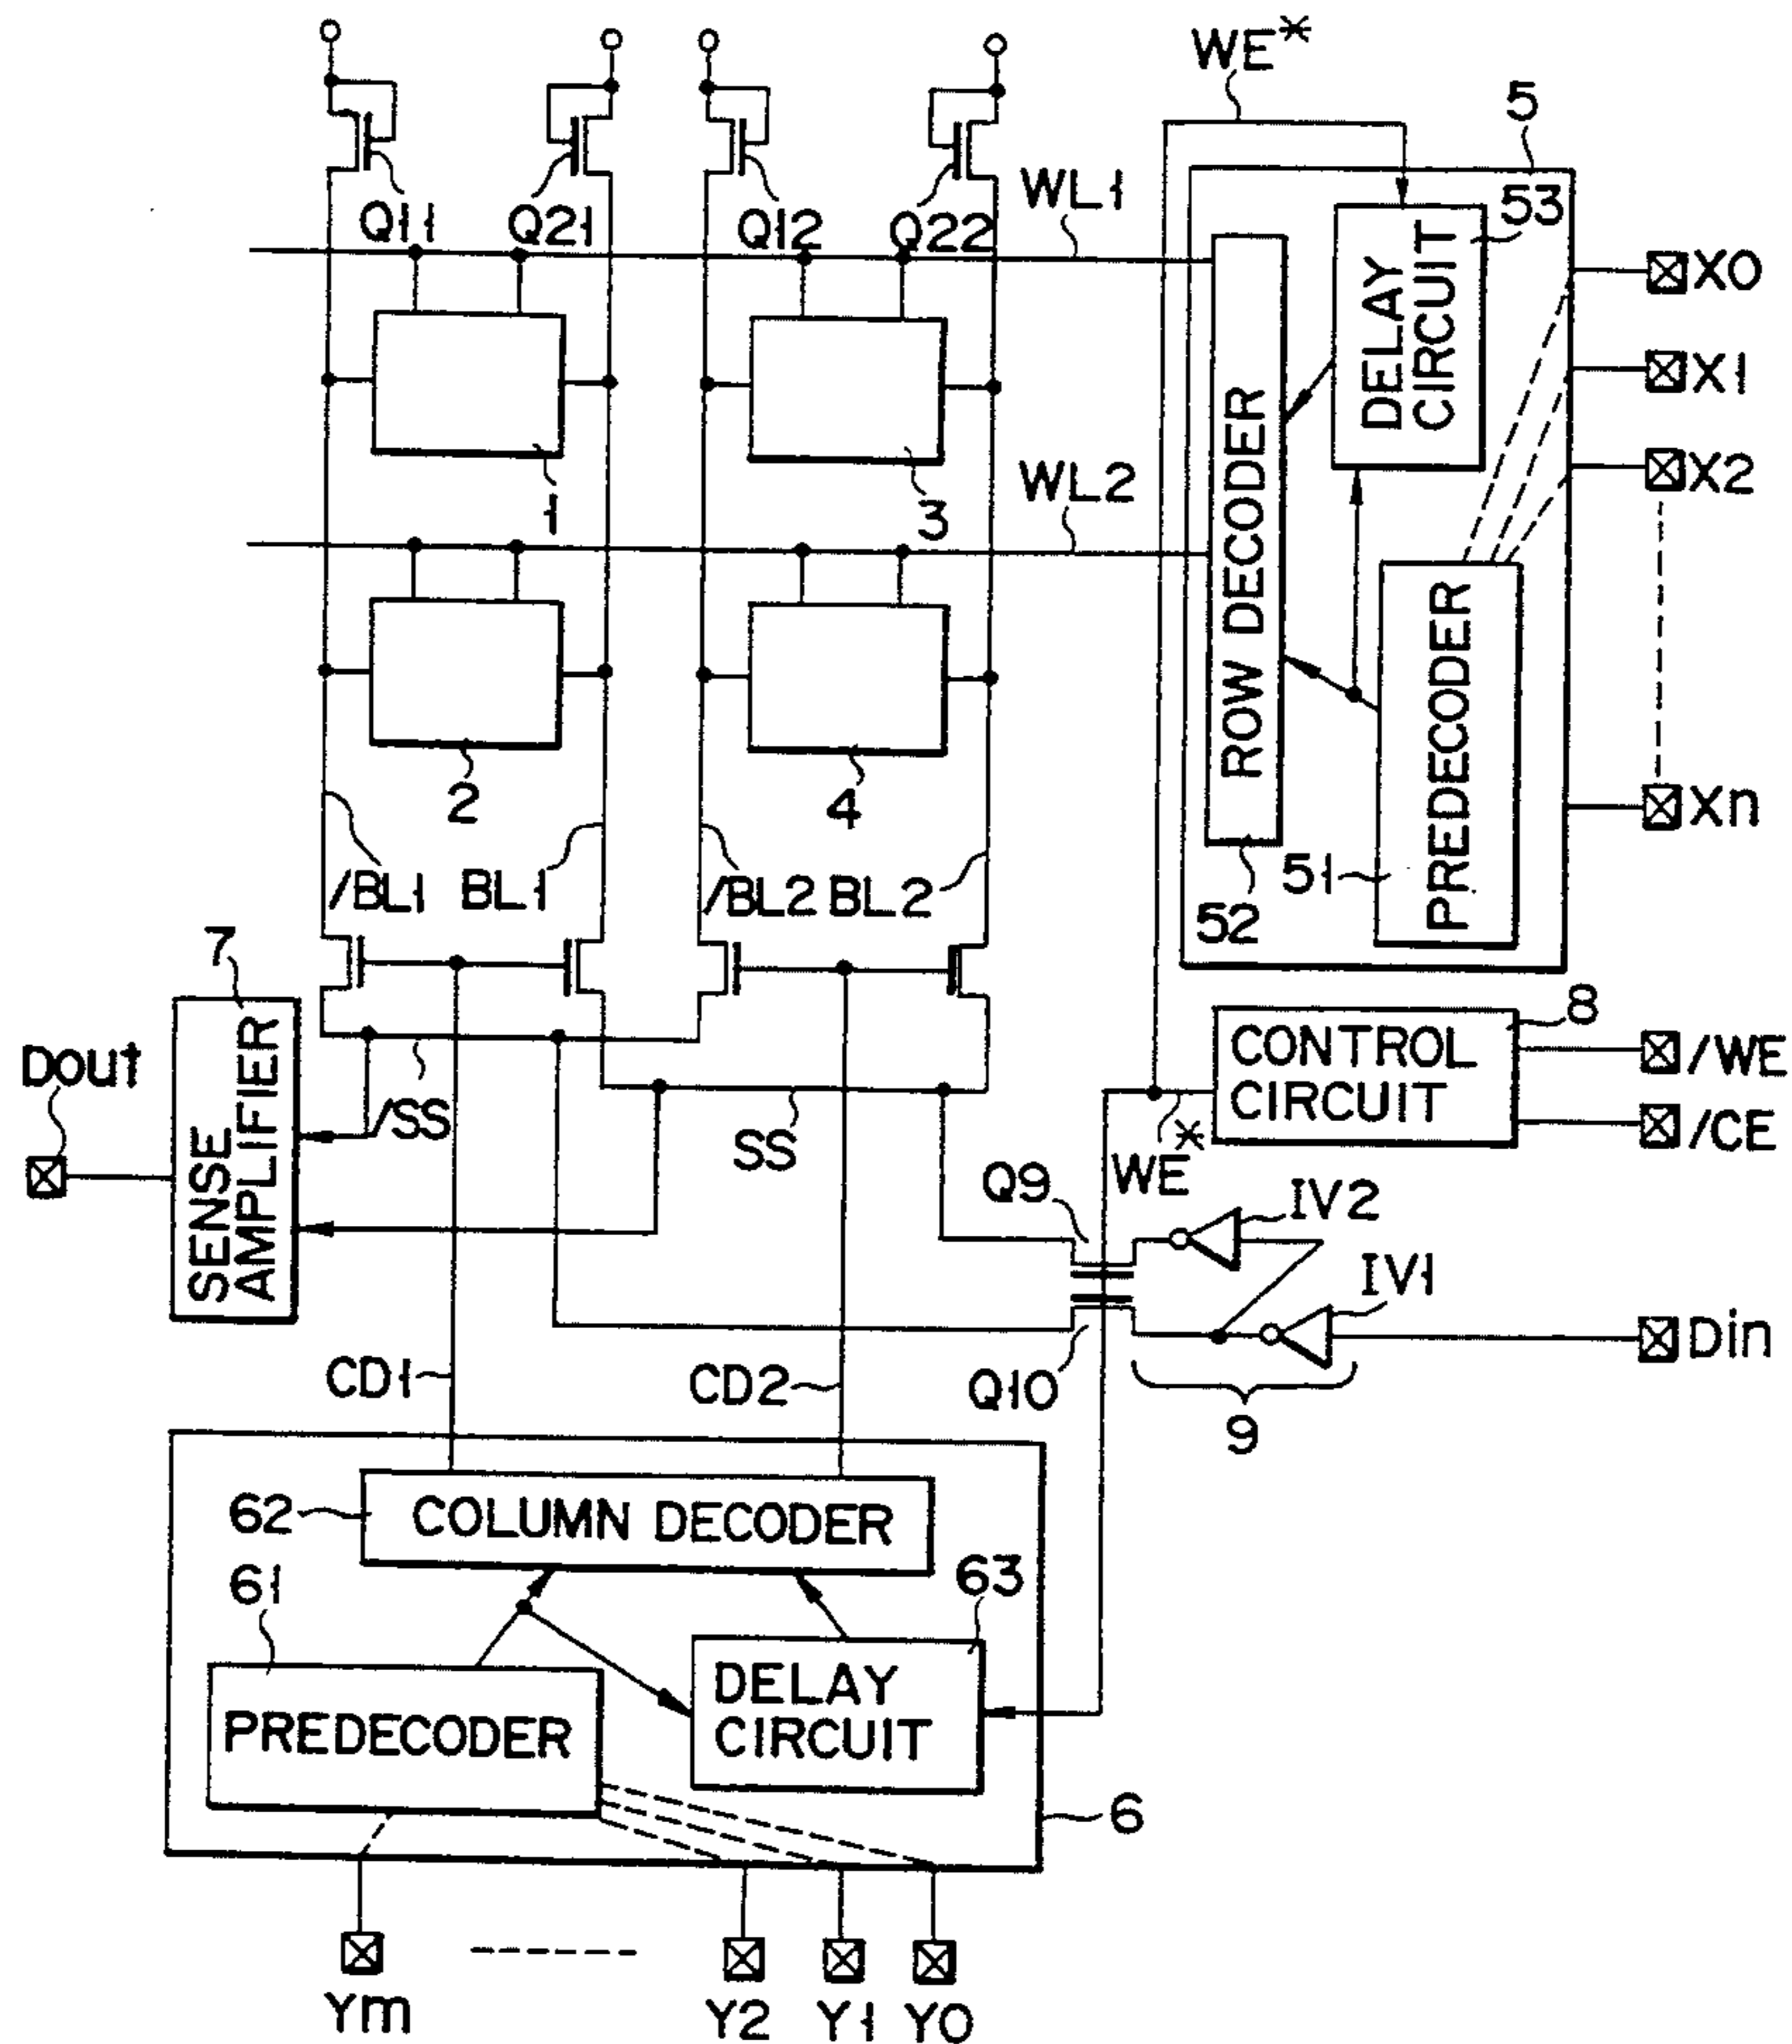 WE*
5
Q11
Q21
Q12
Q22
WL1
53
DELAY
CIRCUIT
X0
X1
X2
Xn
ROW DECODER
PREDECODER
1
3
WL2
2
4
/BL1
BL1
/BL2
BL2
52
51
7
SENSE
AMPLIFIER
Dout
/SS
SS
CONTROL
CIRCUIT
8
/WE
/CE
WE*
Q9
IV2
IV1
Din
Q10
9
CD1
CD2
62
COLUMN DECODER
61
63
PREDECODER
DELAY
CIRCUIT
6
Ym
Y2
Y1
Y0